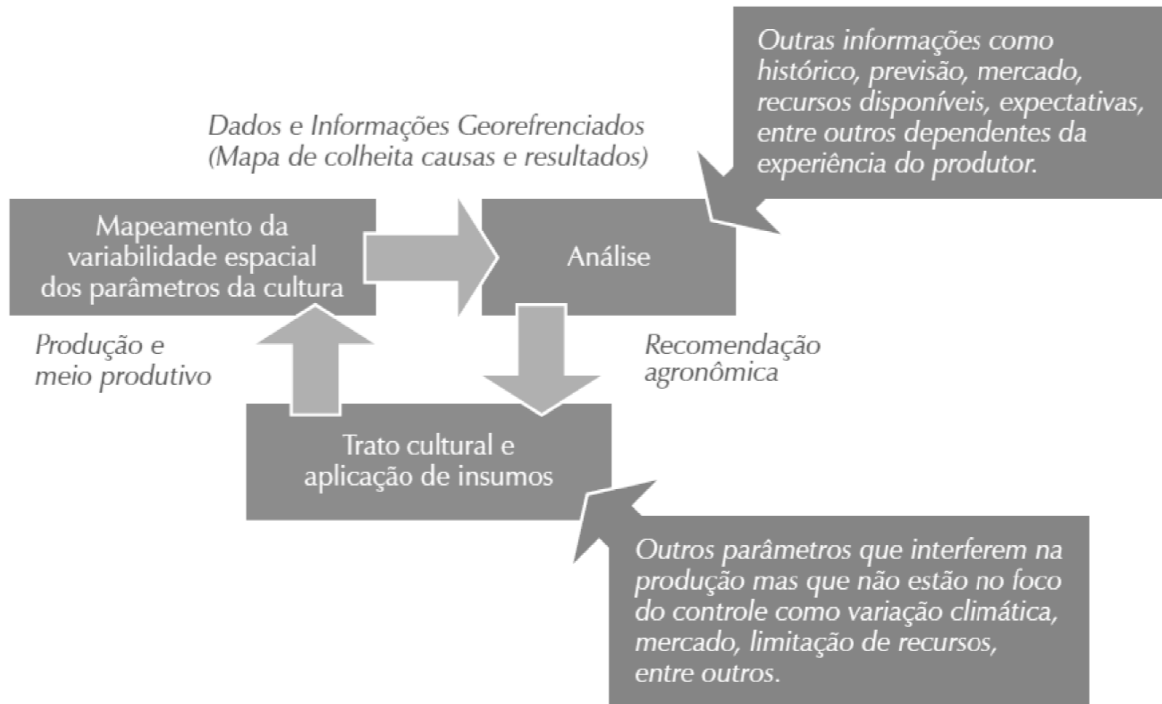 Outras informações como
histórico, previsão, mercado,
recursos disponíveis, expectativas,
entre outros dependentes da
experiência do produtor.
Dados e Informações Georefrenciados
(Mapa de colheita causas e resultados)
Mapeamento da
variabilidade espacial
dos parâmetros da cultura
Análise
Produção e
meio produtivo
Recomendação
agronômica
Trato cultural e
aplicação de insumos
Outros parâmetros que interferem na
produção mas que não estão no foco
do controle como variação climática,
mercado, limitação de recursos,
entre outros.